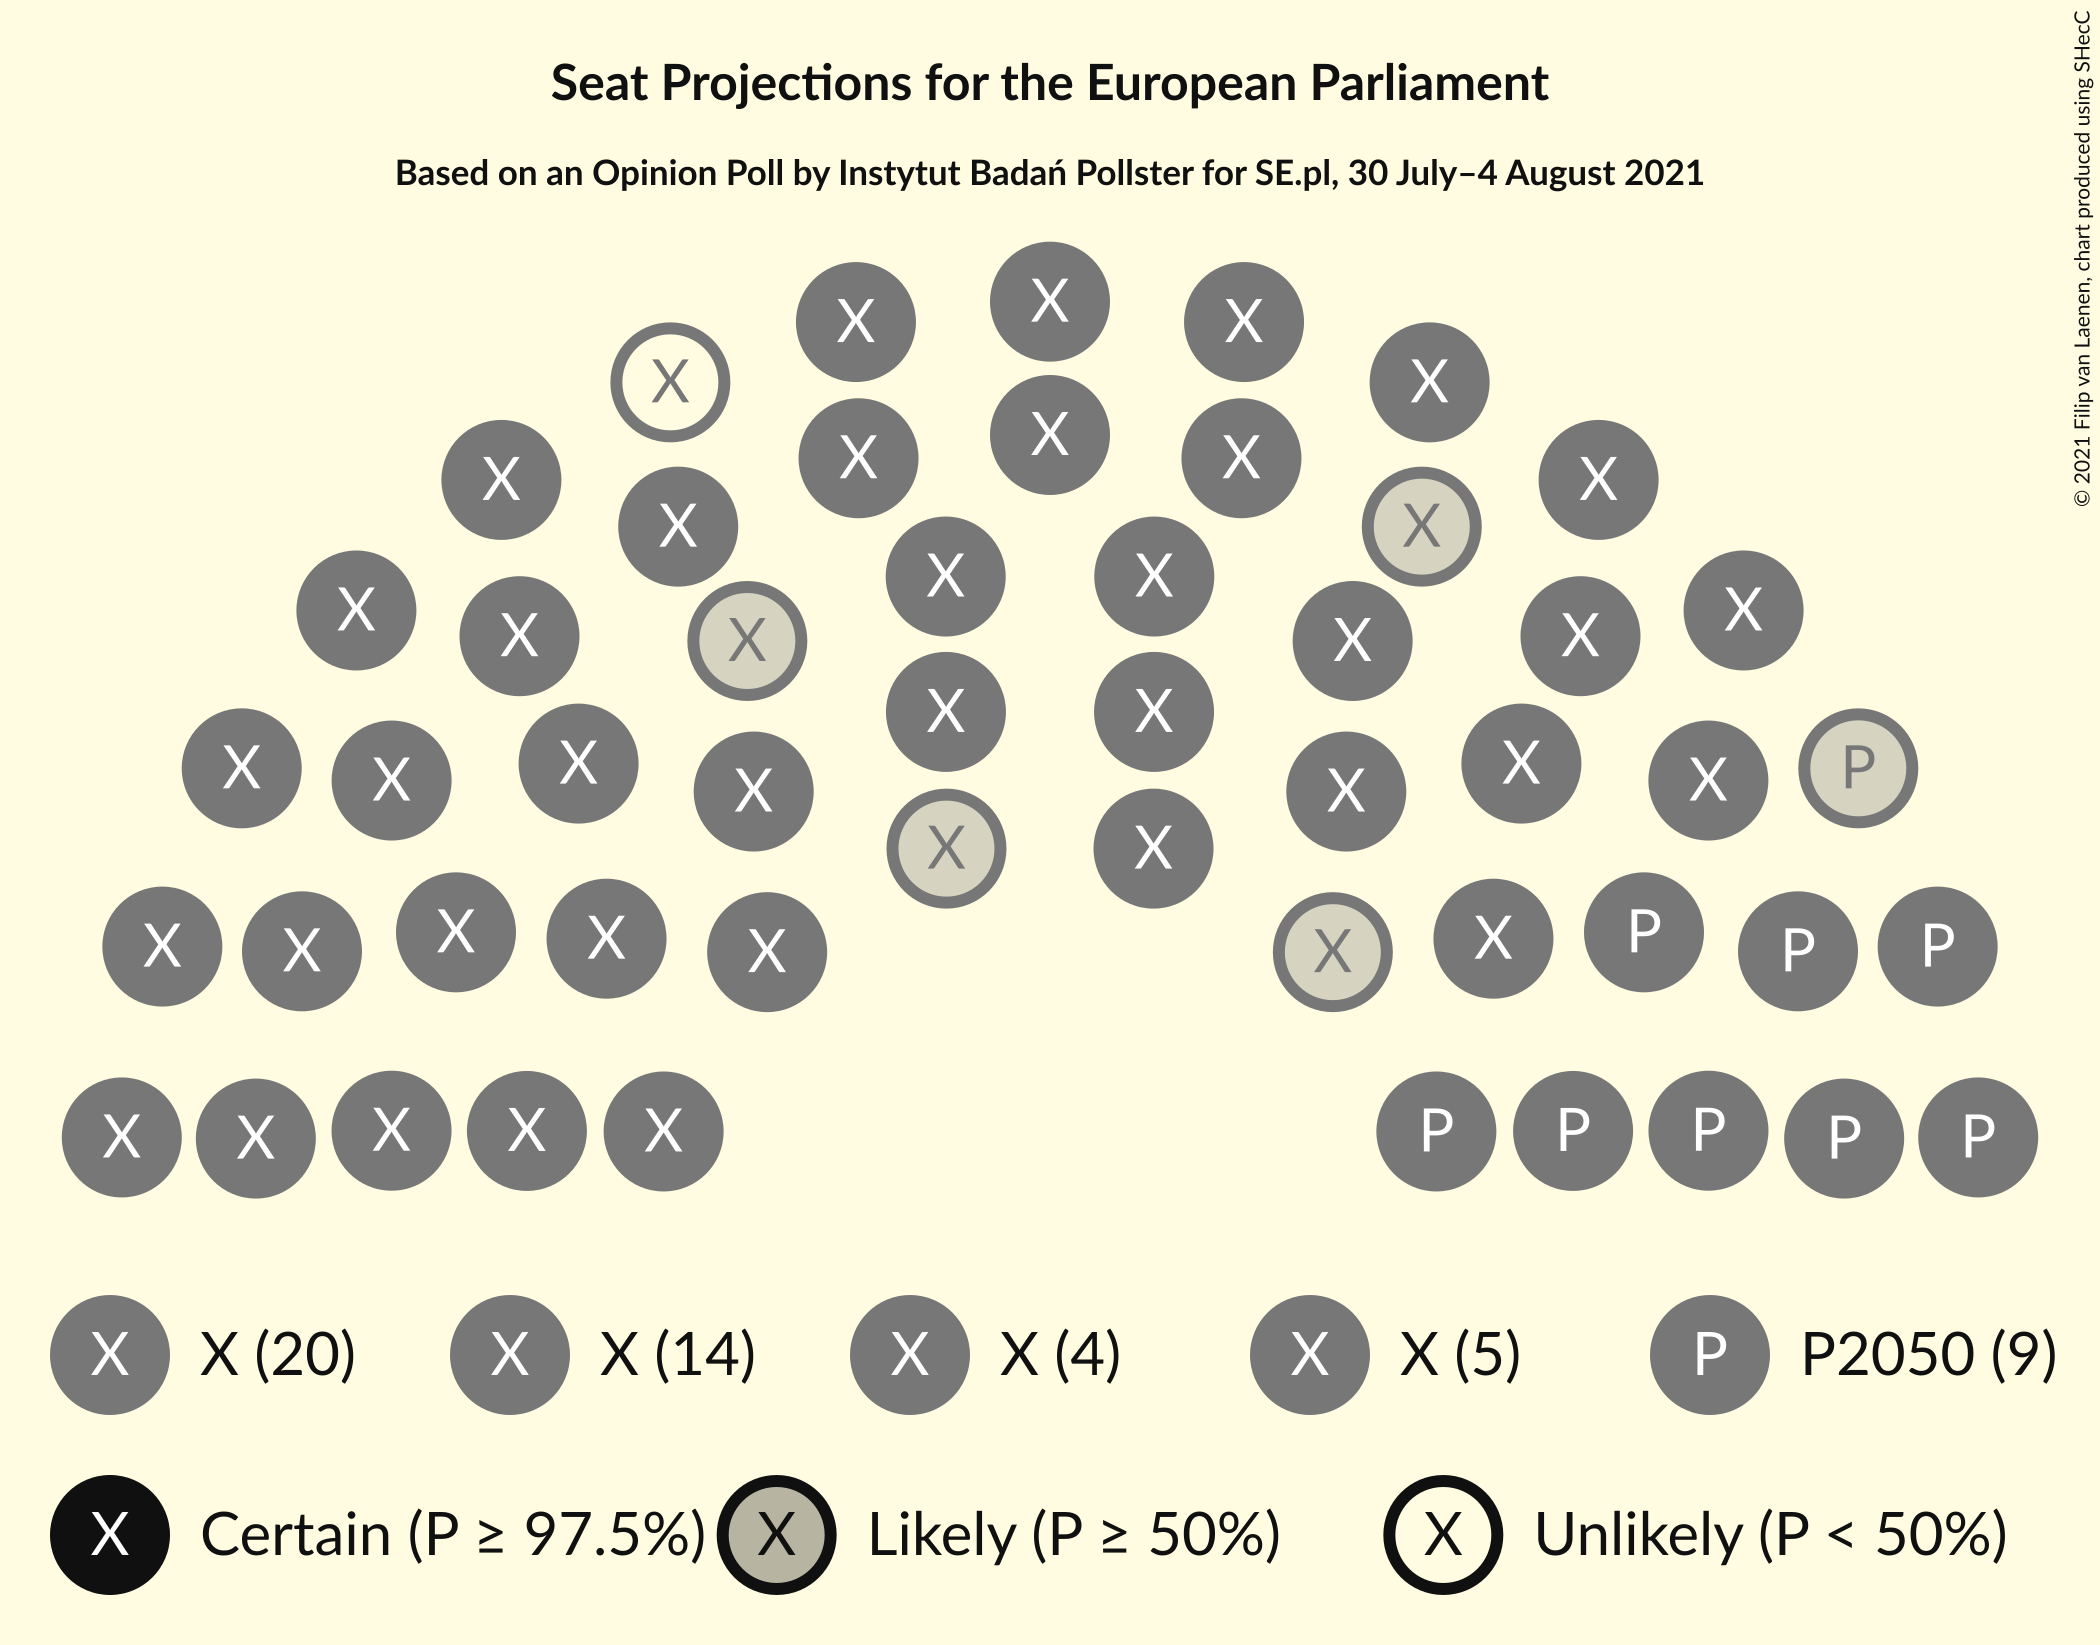 Seat Projections for the European Parliament
Based on an Opinion Poll by Instytut Badań Pollster for SE.pl, 30 July–4 August 2021
© 2021 Filip van Laenen, chart produced using SHecC
X
X X
X X
X
X X X
X X
X X
X X
X X
X X
X X
X X
X X
X X X P
X X X X
X X
X X X X P P P
X X
X X X X X P P P P P
X X (20) X X (14) X X (4) X X (5) P P2050 (9)
X Certain (P ≥ 97.5%) X Likely (P ≥ 50%) X Unlikely (P < 50%)